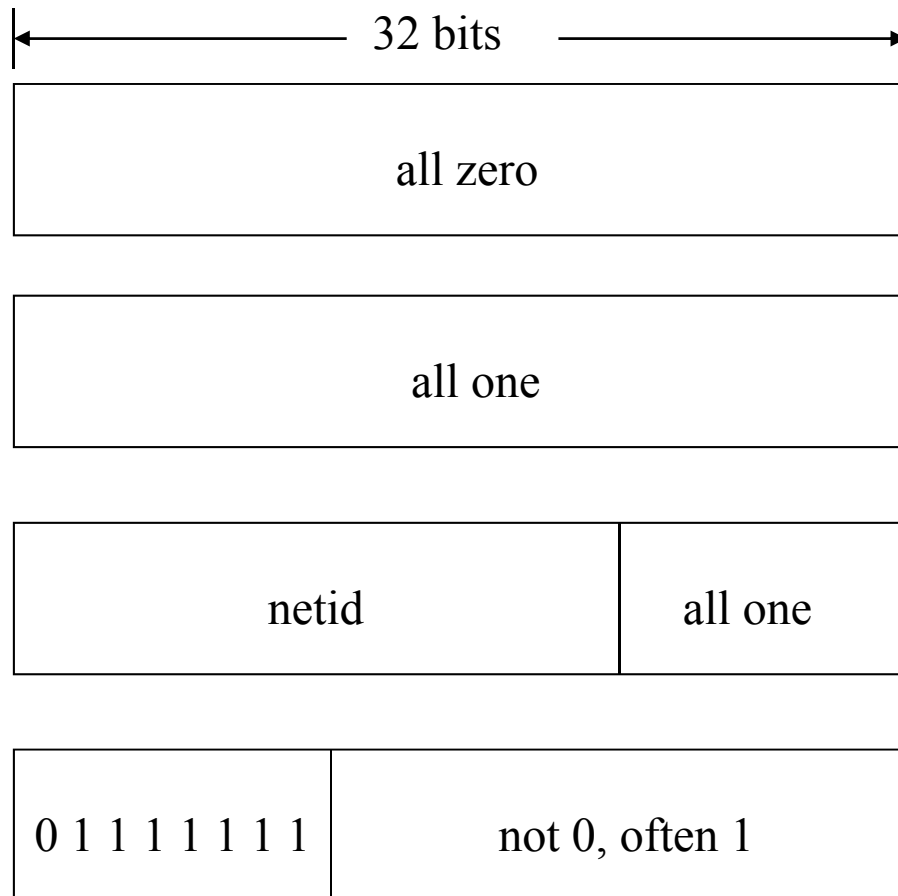 32 bits
all zero
all one
netid all one
0 1 1 1 1 1 1 1 not 0, often 1